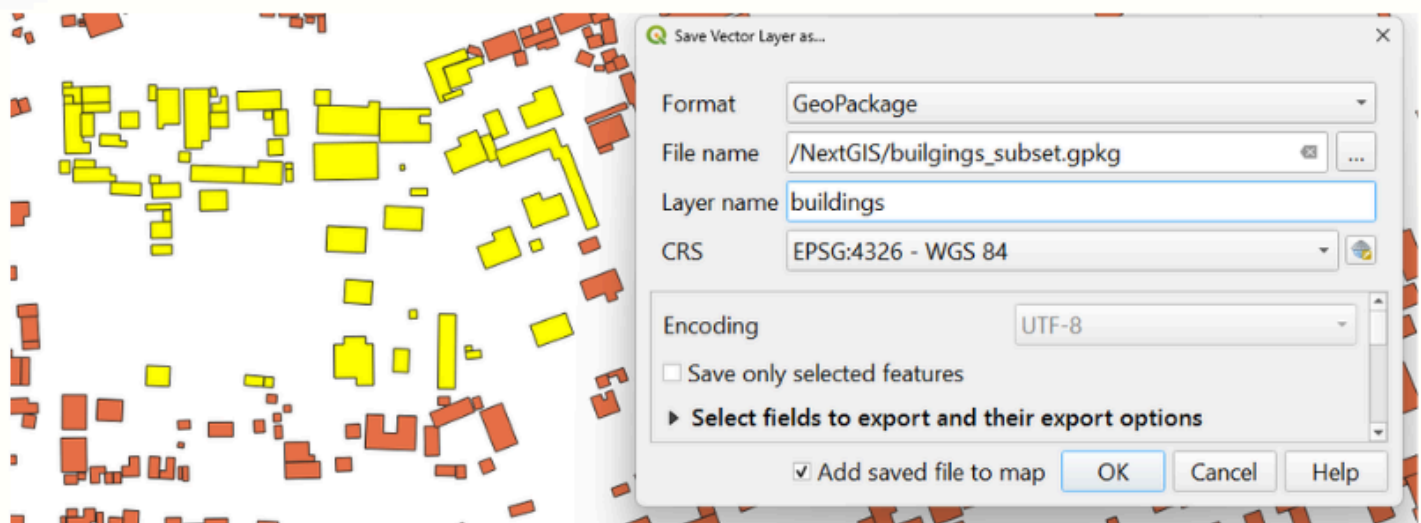 Save Vector Layer as...
Format GeoPackage
File name /NextGIS/builgings_subset.gpkg ...
Layer name buildings
CRS EPSG:4326 - WGS 84
Encoding UTF-8
Save only selected features
Select fields to export and their export options
Add saved file to map OK Cancel Help